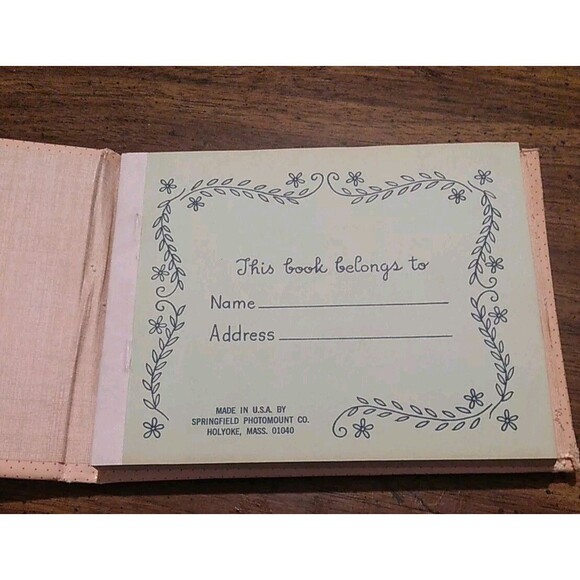 This book belongs to
Name
Address
MADE IN U.S.A. BY
SPRINGFIELD PHOTOMOUNT CO.
HOLYOKE, MASS. 01040